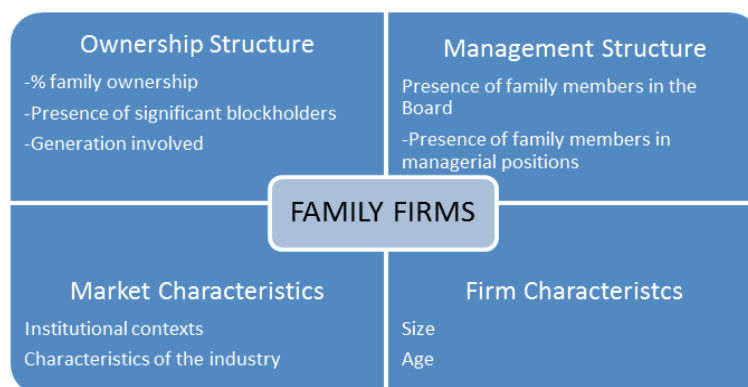 Ownership Structure
-% family ownership
-Presence of significant blockholders
-Generation involved
Management Structure
Presence of family members in the
Board
-Presence of family members in
managerial positions
FAMILY FIRMS
Market Characteristics
Institutional contexts
Characteristics of the industry
Firm Characteristcs
Size
Age